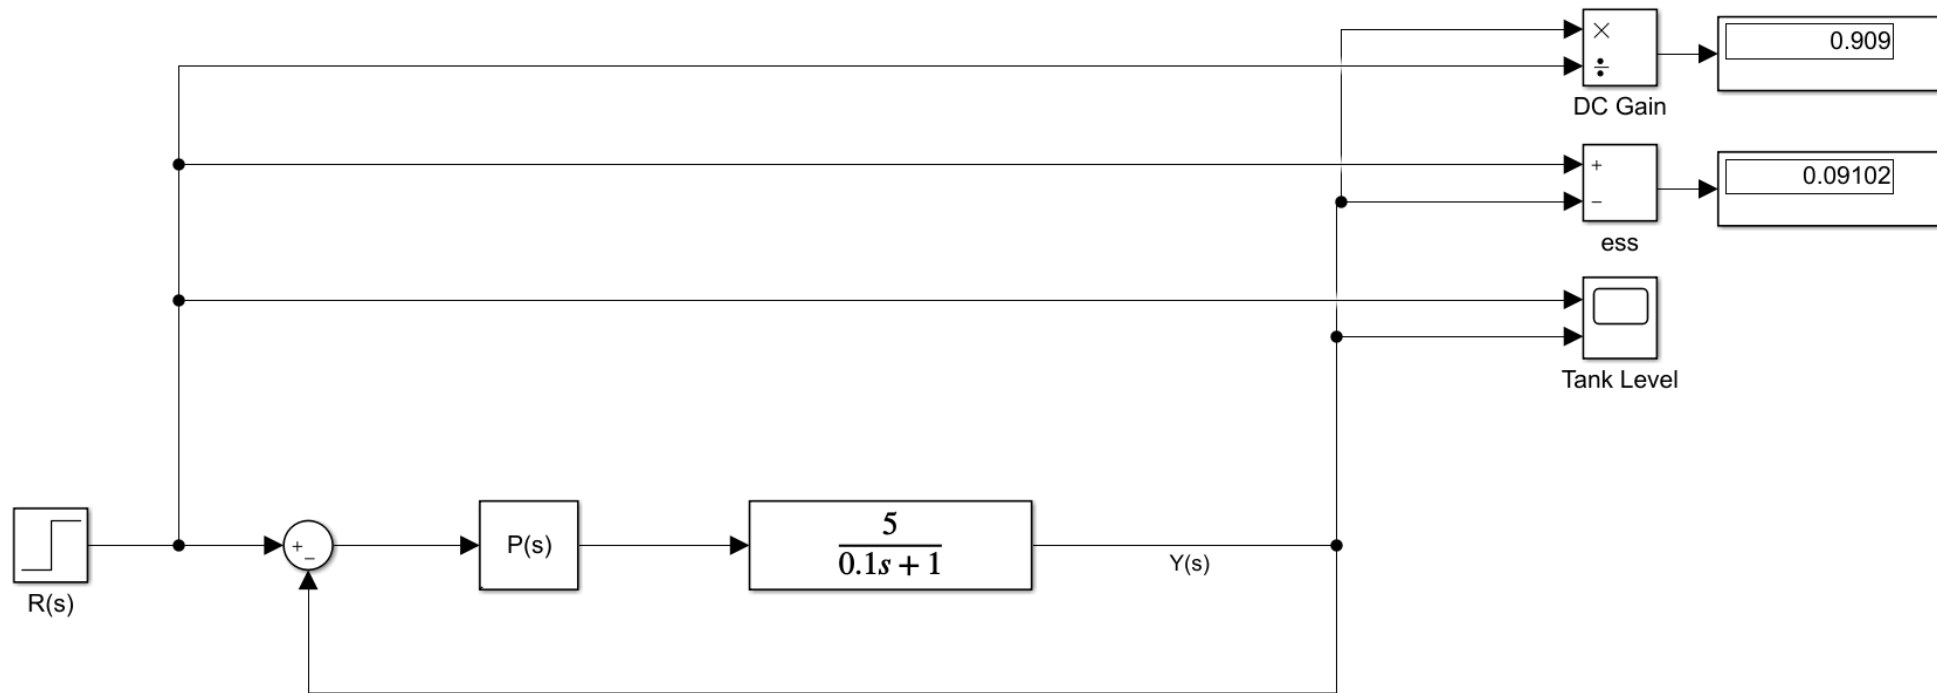 ×
÷
0.909
DC Gain
+
−
0.09102
ess
Tank Level
R(s)
+
−
P(s)
5
0.1s + 1
Y(s)